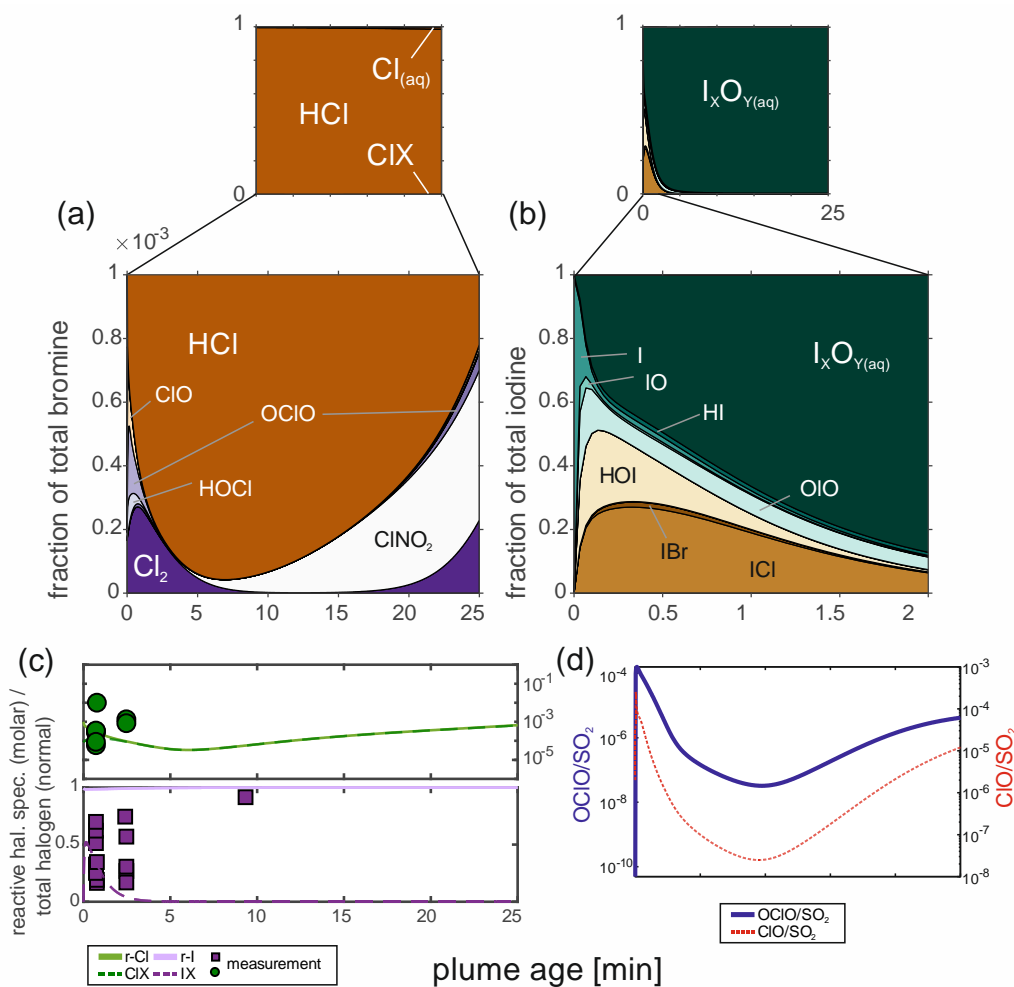 1
Cl(aq)
HCl
ClX
0
(a)
1
IXOY(aq)
0
0
25
(b)
× 10-3
1
0.8
0.6
0.4
0.2
0
fraction of total bromine
HCl
ClO
OClO
HOCl
Cl2
ClNO2
0
5
10
15
20
25
1
0.8
0.6
0.4
0.2
0
fraction of total iodine
I
IO
HI
IXOY(aq)
HOI
OIO
IBr
ICl
0
0.5
1
1.5
2
(c)
10-1
10-3
10-5
reactive hal. spec. (molar) /
total halogen (normal)
1
0.5
0
0
5
10
15
20
25
r-Cl
r-I
ClX
IX
measurement
(d)
10-4
10-6
10-8
10-10
OClO/SO2
10-3
10-4
10-5
10-6
10-7
10-8
ClO/SO2
OClO/SO2
ClO/SO2
plume age [min]